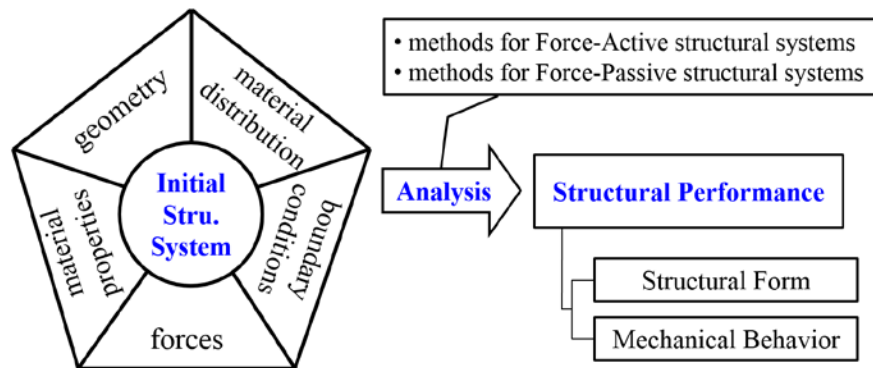 geometry
material
distribution
boundary
conditions
forces
material
properties
Initial
Stru.
System
• methods for Force-Active structural systems
• methods for Force-Passive structural systems
Analysis
Structural Performance
Structural Form
Mechanical Behavior